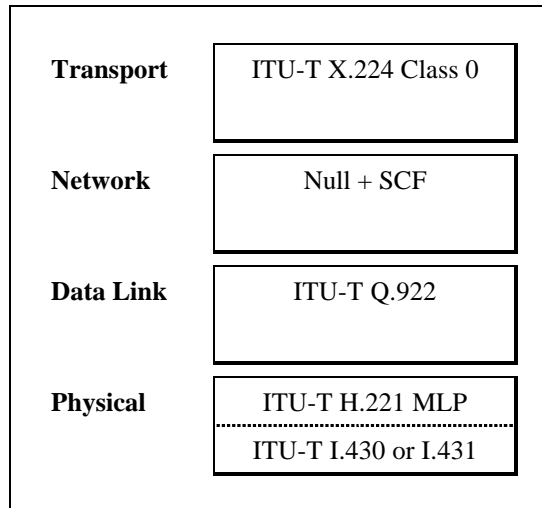 Transport ITU-T X.224 Class 0
Network Null + SCF
Data Link ITU-T Q.922
Physical ITU-T H.221 MLP
ITU-T I.430 or I.431